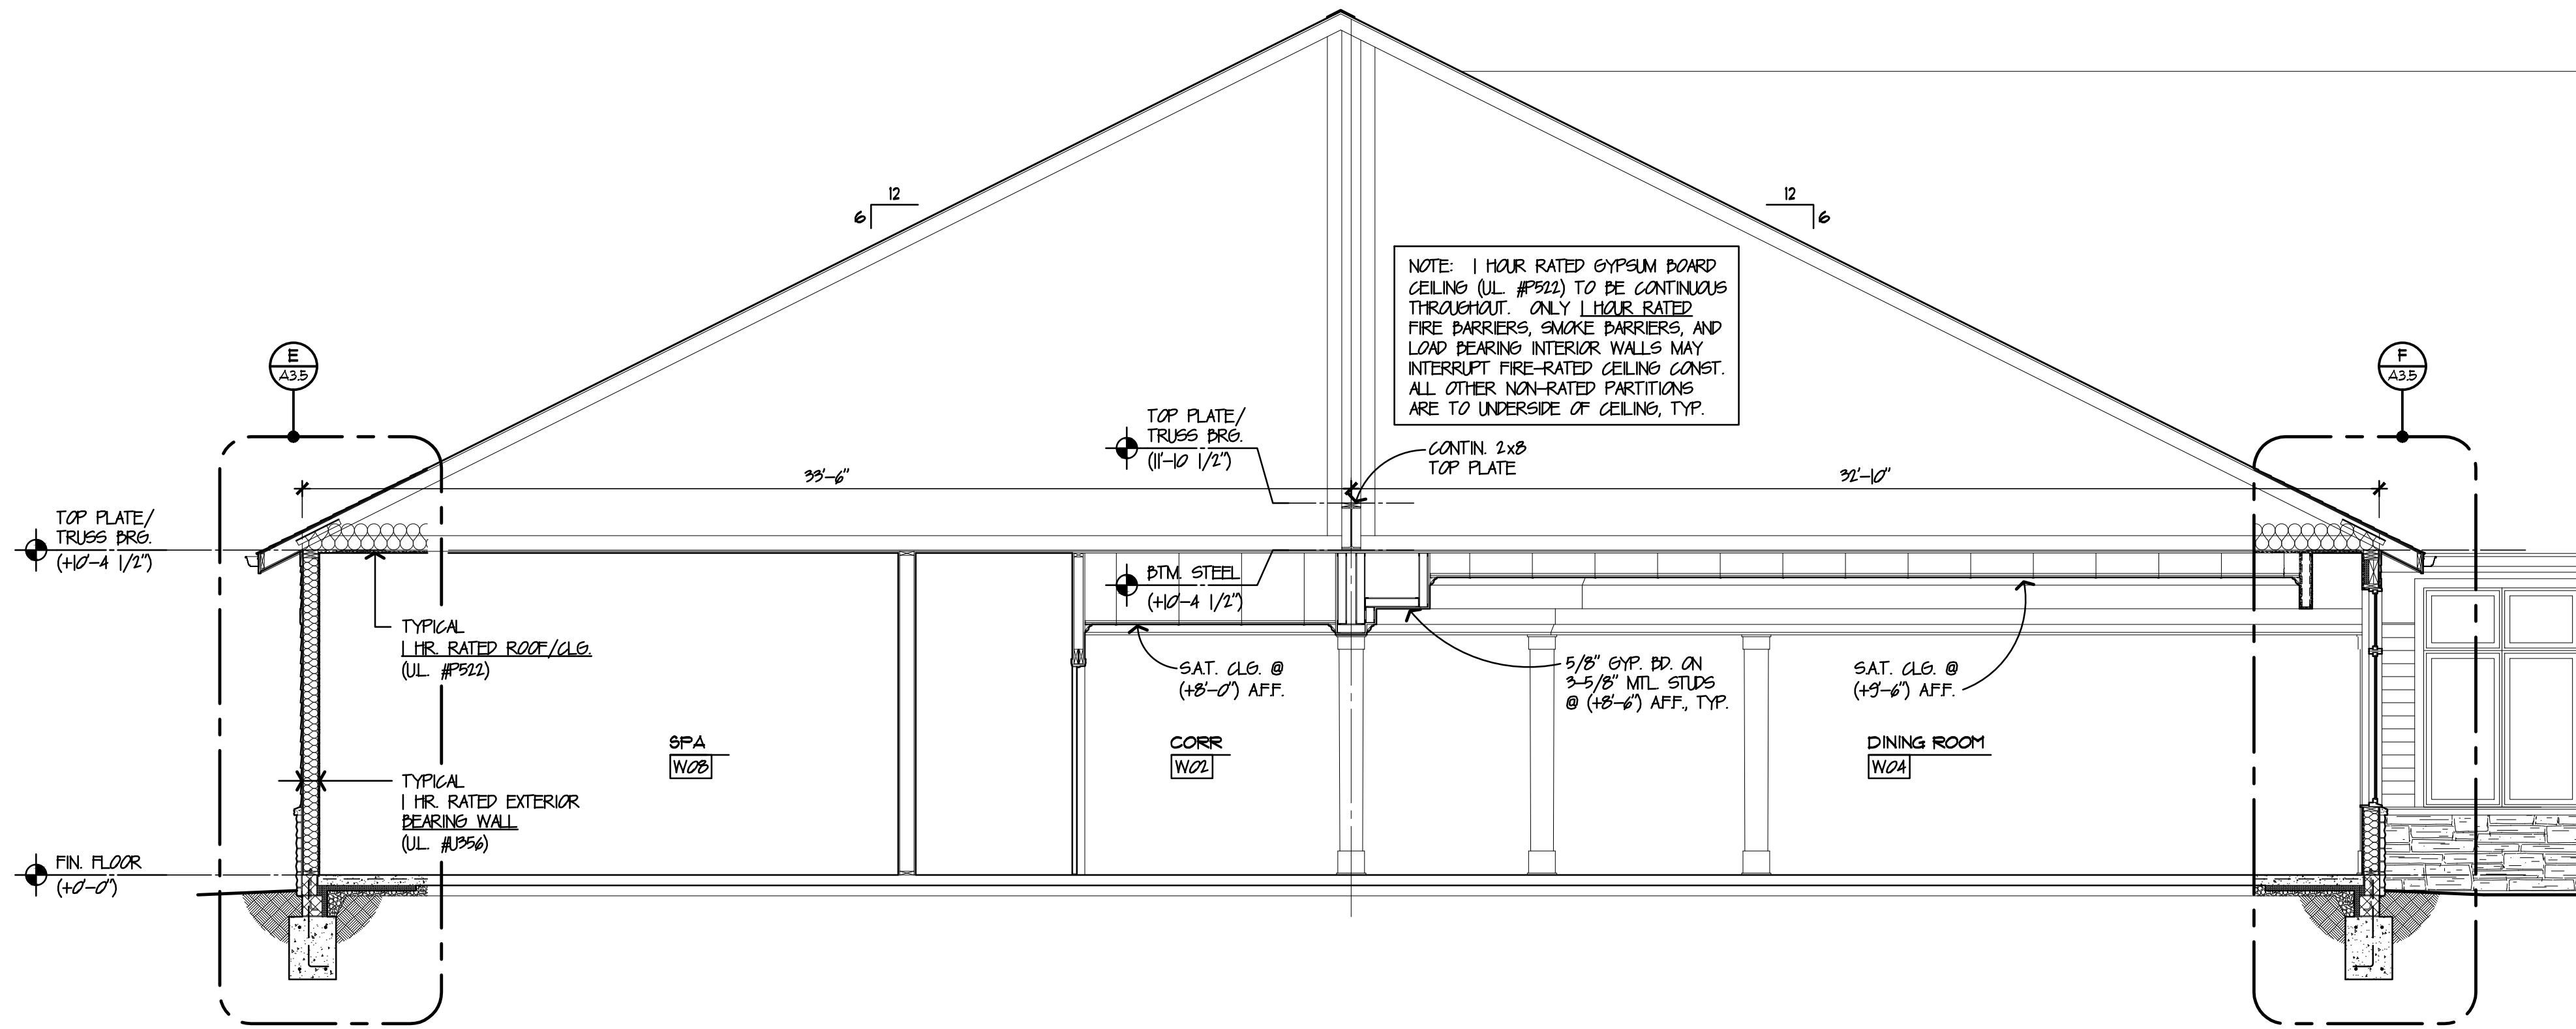 12
6
12
6
NOTE: 1 HOUR RATED GYPSUM BOARD
CEILING (U.L. #P522) TO BE CONTINUOUS
THROUGHOUT. ONLY 1 HOUR RATED
FIRE BARRIERS, SMOKE BARRIERS, AND
LOAD BEARING INTERIOR WALLS MAY
INTERRUPT FIRE-RATED CEILING CONST.
ALL OTHER NON-RATED PARTITIONS
ARE TO UNDERSIDE OF CEILING, TYP.
E
A3.5
F
A3.5
TOP PLATE/
TRUSS BRG.
(11'-10 1/2")
CONTIN. 2x8
TOP PLATE
33'-6"
32'-10"
TOP PLATE/
TRUSS BRG.
(+10'-4 1/2")
BTM. STEEL
(+10'-4 1/2")
TYPICAL
1 HR. RATED ROOF/CLG.
(U.L. #P522)
S.A.T. CLG. @
(+8'-0") A.F.F.
5/8" GYP. BD. ON
3-5/8" MTL. STUDS
@ (+8'-6") A.F.F., TYP.
S.A.T. CLG. @
(+9'-6") A.F.F.
SPA
W08
CORR
W02
DINING ROOM
W04
TYPICAL
1 HR. RATED EXTERIOR
BEARING WALL
(U.L. #U356)
FIN. FLOOR
(+0'-0")